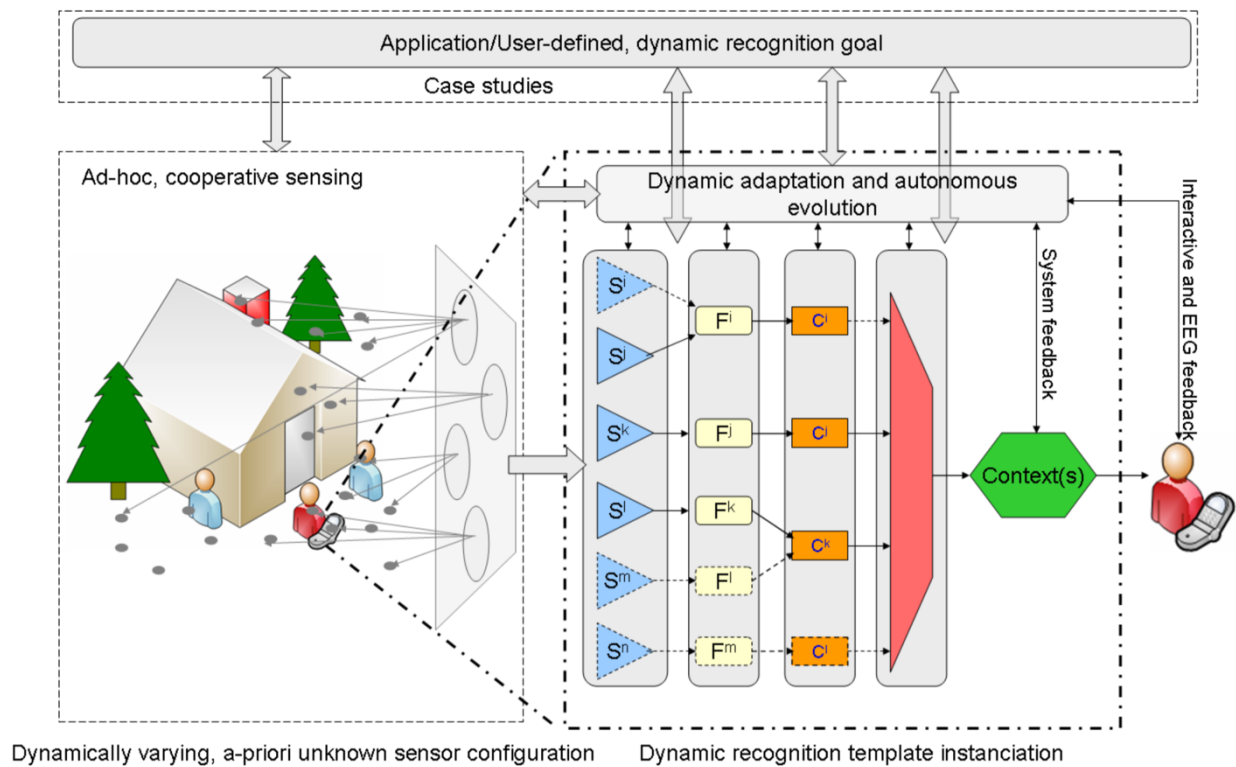 Application/User-defined, dynamic recognition goal
Case studies
Ad-hoc, cooperative sensing
Dynamic adaptation and autonomous
evolution
System feedback
Interactive and EEG feedback
Sⁱ
Sʲ
Sᵏ
Sˡ
Sᵐ
Sⁿ
Fⁱ
Fʲ
Fᵏ
Fˡ
Fᵐ
Cⁱ
Cʲ
Cᵏ
Cˡ
Context(s)
Dynamically varying, a-priori unknown sensor configuration
Dynamic recognition template instanciation